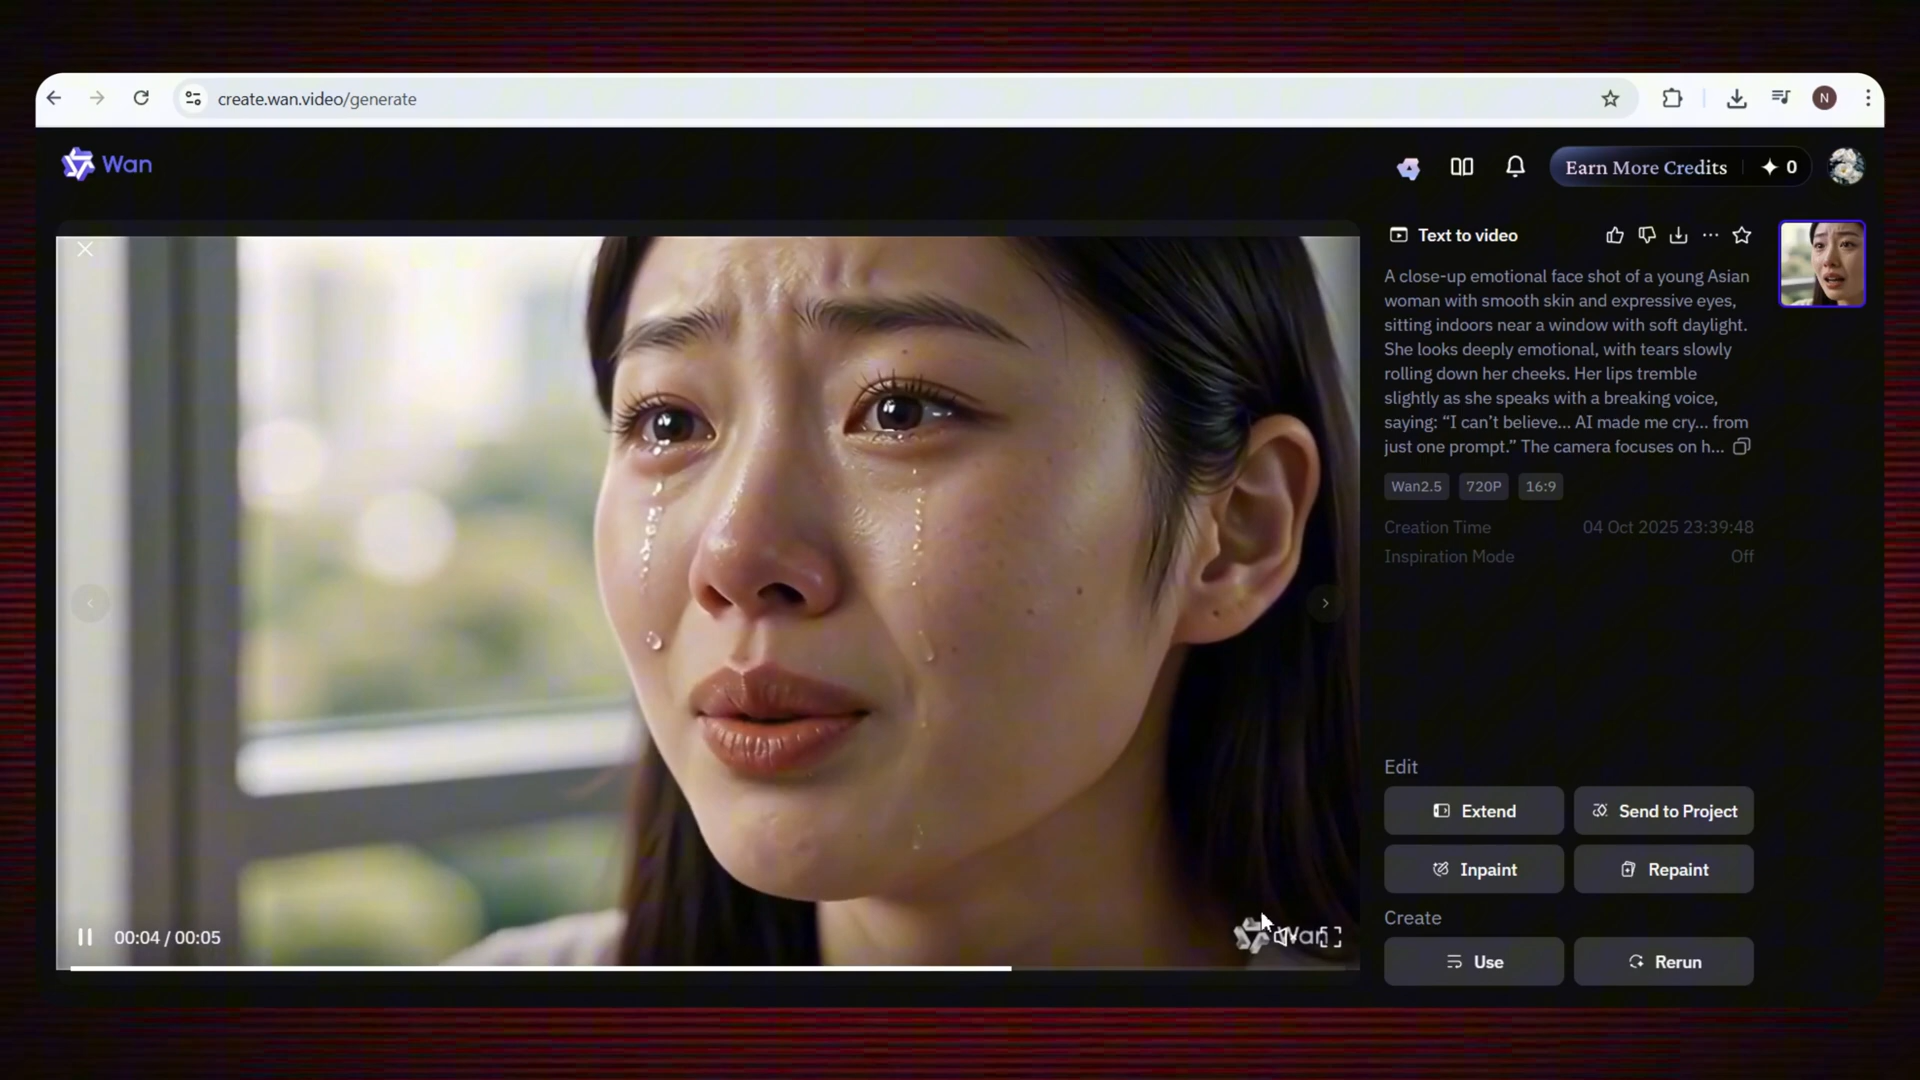 create.wan.video/generate
N
Wan
Earn More Credits
0
Text to video
A close-up emotional face shot of a young Asian
woman with smooth skin and expressive eyes,
sitting indoors near a window with soft daylight.
She looks deeply emotional, with tears slowly
rolling down her cheeks. Her lips tremble
slightly as she speaks with a breaking voice,
saying: “I can’t believe... AI made me cry... from
just one prompt.” The camera focuses on h...
Wan2.5 720P 16:9
Creation Time 04 Oct 2025 23:39:48
Inspiration Mode Off
Edit
Extend Send to Project
Inpaint Repaint
Create
Use Rerun
00:04 / 00:05
Wan